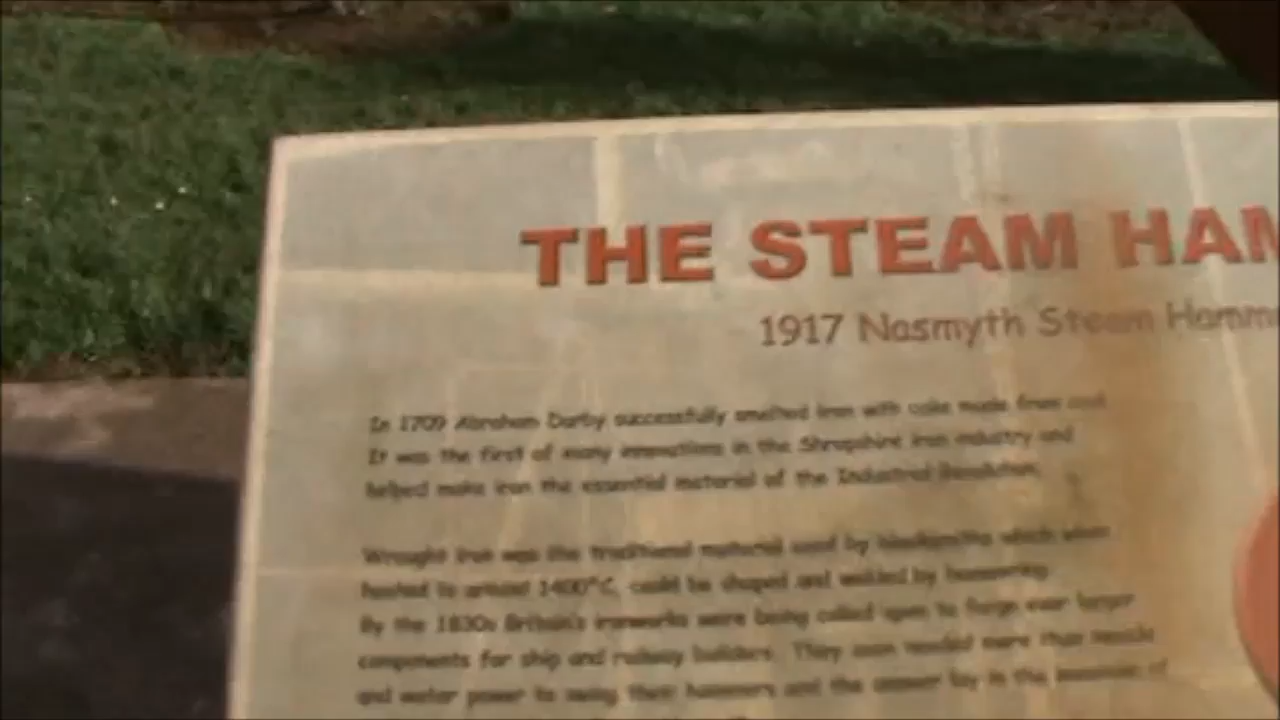 THE STEAM HAM
1917 Nasmyth Steam Hamme
In 1709 Abraham Darby successfully smelted iron with coke made from coal.
It was the first of many innovations in the Shropshire iron industry and
helped make iron the essential material of the Industrial Revolution.
Wrought iron was the traditional material used by blacksmiths which when
heated to around 1400°C, could be shaped and welded by hammering.
By the 1830s Britain's ironworks were being called upon to forge ever larger
components for ship and railway builders. They soon needed more than muscle
and water power to swing their hammers and the answer lay in the invention of